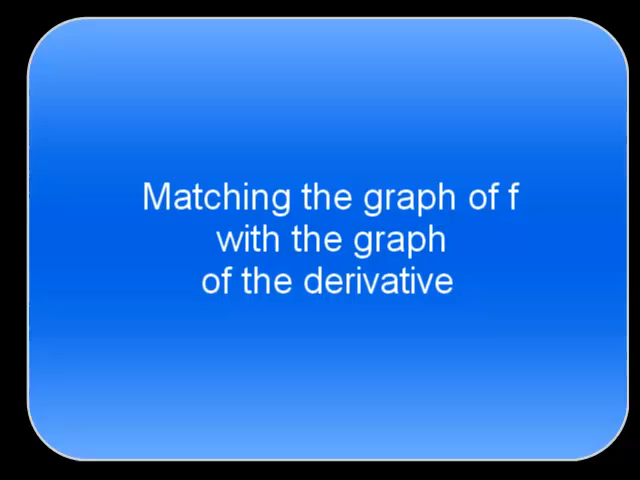 Matching the graph of f
with the graph
of the derivative